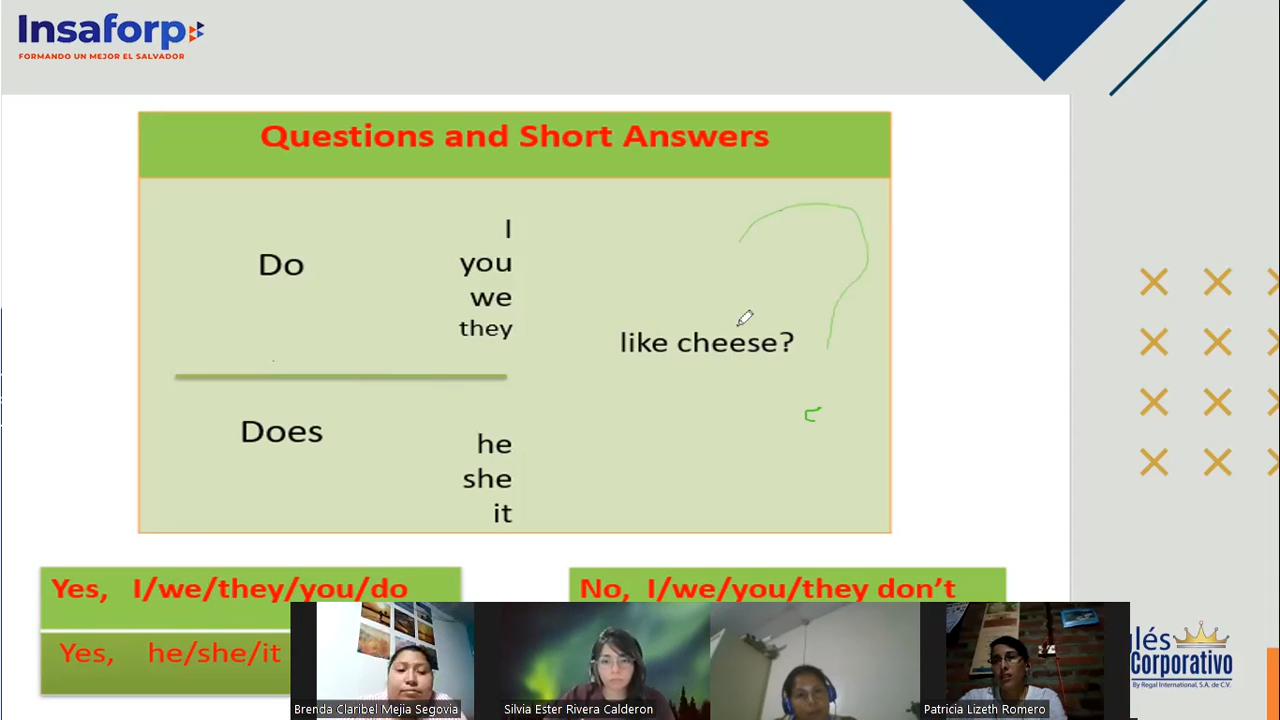 Insaforp
FORMANDO UN MEJOR EL SALVADOR
Questions and Short Answers
I
Do you
we
they
like cheese?
Does he
she
it
Yes, I/we/they/you/do
No, I/we/you/they don't
Yes, he/she/it
lés
Corporativo
By Regal International, S.A. de C.V.
Brenda Claribel Mejia Segovia
Silvia Ester Rivera Calderon
Patricia Lizeth Romero